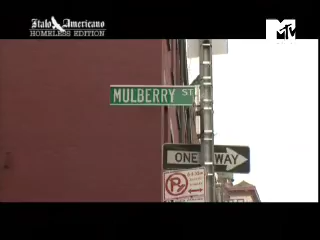 Italo Americano
HOMELESS EDITION
MTV
MULBERRY ST
ONE WAY
P